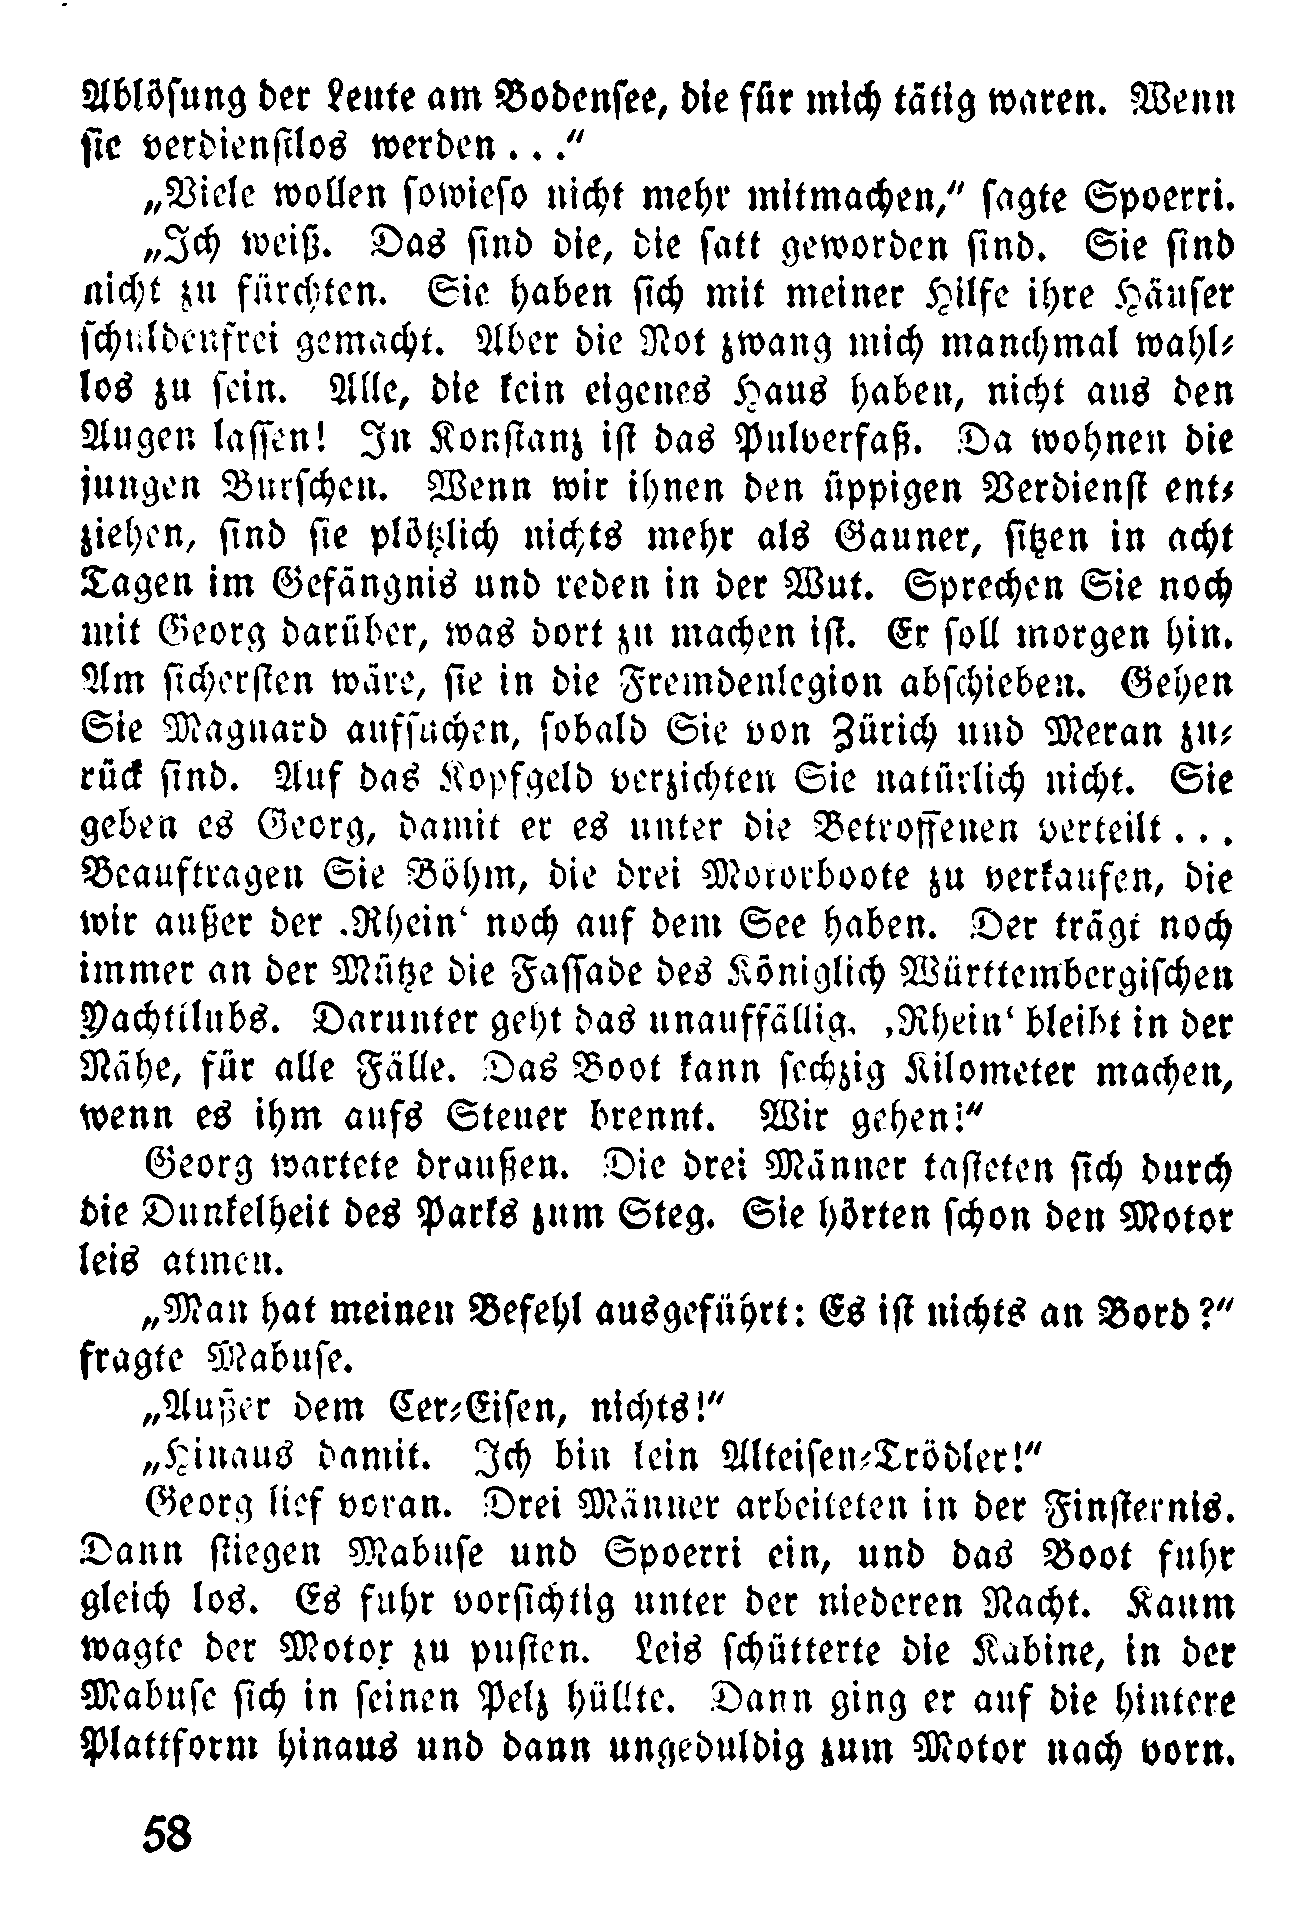 Ablösung der Leute am Bodensee, die für mich tätig waren. Wenn
sie verdienstlos werden . . .“
„Viele wollen sowieso nicht mehr mitmachen,“ sagte Spoerri.
„Ich weiß. Das sind die, die satt geworden sind. Sie sind
nicht zu fürchten. Sie haben sich mit meiner Hilfe ihre Häuser
schuldenfrei gemacht. Aber die Not zwang mich manchmal wahl-
los zu sein. Alle, die kein eigenes Haus haben, nicht aus den
Augen lassen! In Konstanz ist das Pulverfaß. Da wohnen die
jungen Burschen. Wenn wir ihnen den üppigen Verdienst ent-
ziehen, sind sie plötzlich nichts mehr als Gauner, sitzen in acht
Tagen im Gefängnis und reden in der Wut. Sprechen Sie noch
mit Georg darüber, was dort zu machen ist. Er soll morgen hin.
Am sichersten wäre, sie in die Fremdenlegion abschieben. Gehen
Sie Magnard aufsuchen, sobald Sie von Zürich und Meran zu-
rück sind. Auf das Kopfgeld verzichten Sie natürlich nicht. Sie
geben es Georg, damit er es unter die Betroffenen verteilt . . .
Beauftragen Sie Böhm, die drei Motorboote zu verkaufen, die
wir außer der ‚Rhein‘ noch auf dem See haben. Der trägt noch
immer an der Mütze die Fassade des Königlich Württembergischen
Yachtklubs. Darunter geht das unauffällig. ‚Rhein‘ bleibt in der
Nähe, für alle Fälle. Das Boot kann sechzig Kilometer machen,
wenn es ihm aufs Steuer brennt. Wir gehen!“
Georg wartete draußen. Die drei Männer tasteten sich durch
die Dunkelheit des Parks zum Steg. Sie hörten schon den Motor
leis atmen.
„Man hat meinen Befehl ausgeführt: Es ist nichts an Bord?“
fragte Mabuse.
„Außer dem Cer-Eisen, nichts!“
„Hinaus damit. Ich bin kein Alteisen-Trödler!“
Georg lief voran. Drei Männer arbeiteten in der Finsternis.
Dann stiegen Mabuse und Spoerri ein, und das Boot fuhr
gleich los. Es fuhr vorsichtig unter der niederen Nacht. Kaum
wagte der Motor zu pusten. Leis schütterte die Kabine, in der
Mabuse sich in seinen Pelz hüllte. Dann ging er auf die hintere
Plattform hinaus und dann ungeduldig zum Motor nach vorn.
58